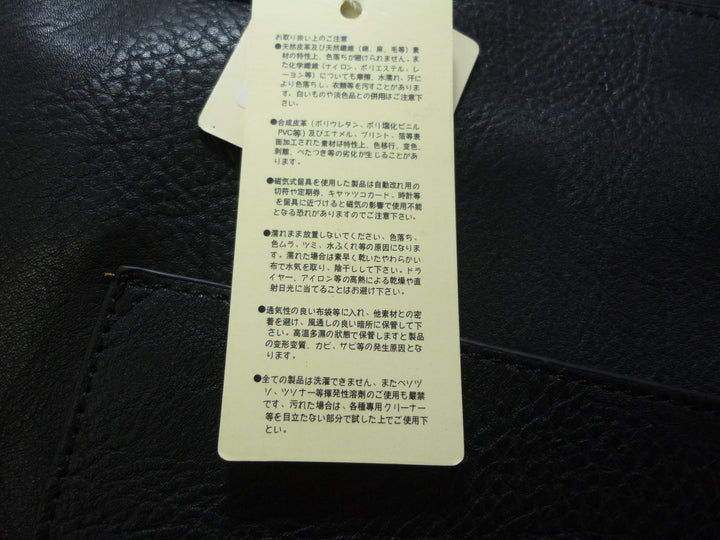 お取り扱い上のご注意
●天然皮革及び天然繊維（綿、麻、毛等）素
材の特性上、色落ちが避けられません。ま
た化学繊維（ナイロン、ポリエステル、レ
ーヨン等）についても摩擦、水濡れ、汗に
より色落ちし、衣類等を汚すことがありま
す。白いものや淡色品との併用はご注意下
さい。
●合成皮革（ポリウレタン、ポリ塩化ビニル
PVC等）及びエナメル、プリント、箔等表
面加工された素材は特性上、色移行、変色、
剥離、べたつき等の劣化が生じることがあ
ります。
●磁気式留具を使用した製品は自動改れ用の
切符や定期券、キヤッツコカード、時計等
を留具に近づけると磁気の影響で使用不能
となる恐れがありますのでご注意下さい。
●濡れまま放置しないでください、色落ち、
色ムラ、ツミ、水ふくれ等の原因になりま
す。濡れた場合は素早く乾いたやわらかい
布で水気を取り、陰干しして下さい。ドラ
イヤー、アイロン等の高熱による乾燥や直
射日光に当てることはお避け下さい。
●通気性の良い布袋等に入れ、他素材との密
着を避け、風通しの良い暗所に保管して下
さい。高温多濕の狀態で保管しますと製品
の変形変質、カビ、サビ等の発生原因とな
ります。
●全ての製品は洗濯できません、またベソツ
ソ、ツソナー等揮発性溶劑のご使用も厳禁
です、汚れた場合は、各種專用クリーナー
等を目立たない部分で試した上でご使用下
とい。